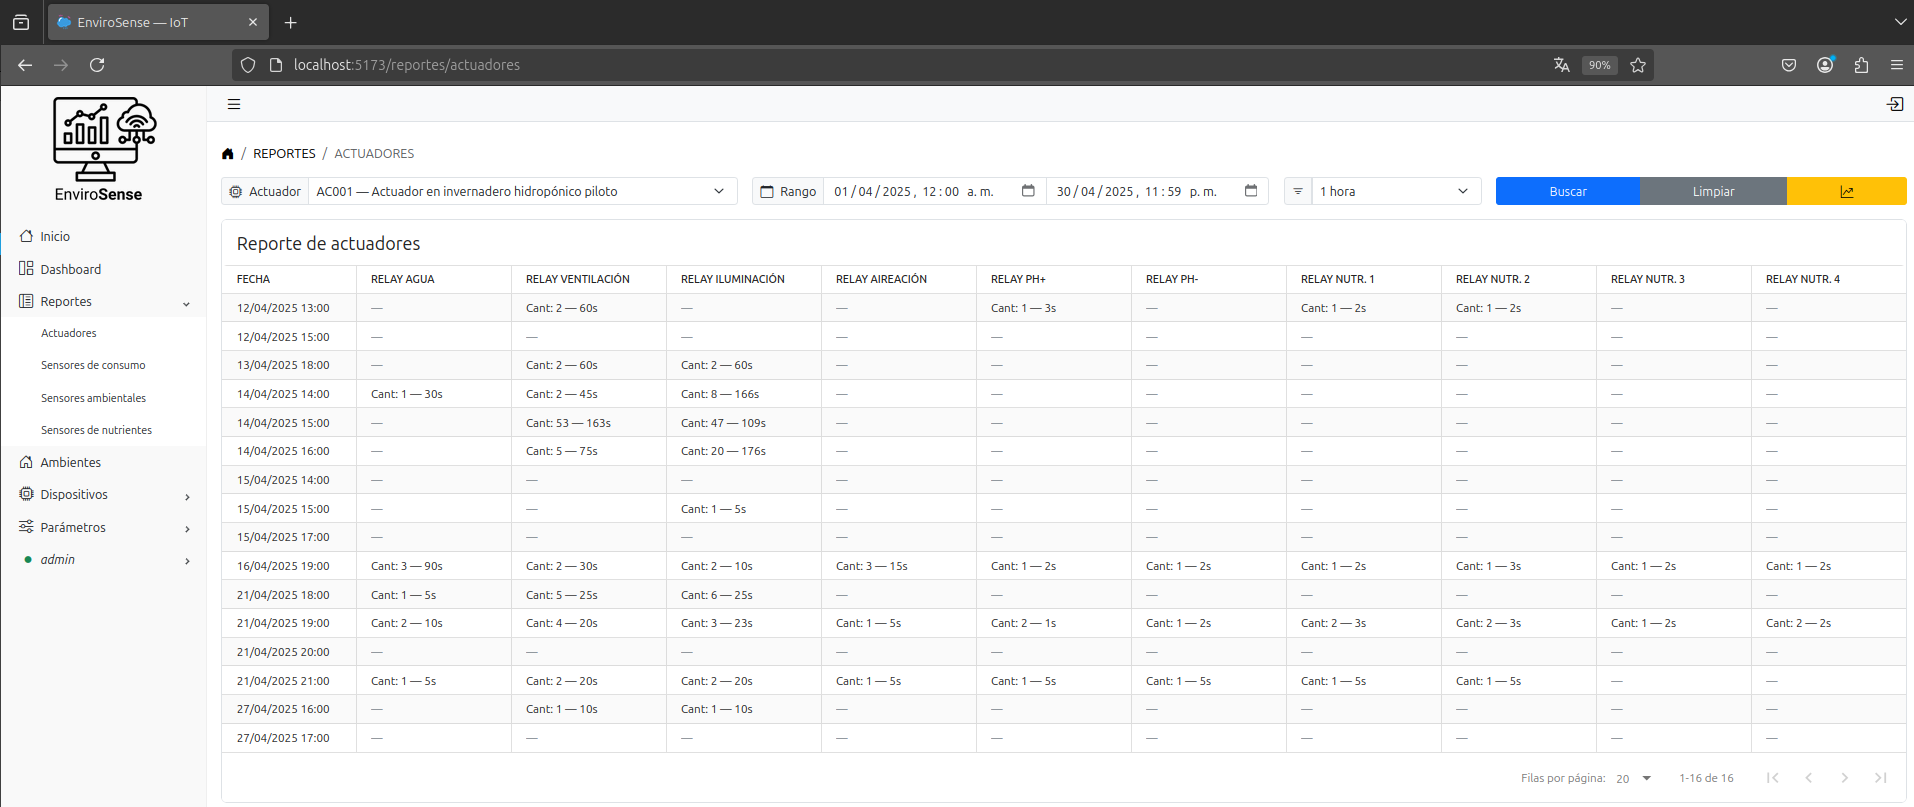 EnviroSense — IoT
localhost:5173/reportes/actuadores
90%
EnviroSense
Inicio
Dashboard
Reportes
Actuadores
Sensores de consumo
Sensores ambientales
Sensores de nutrientes
Ambientes
Dispositivos
Parámetros
admin
/ REPORTES / ACTUADORES
Actuador AC001 — Actuador en invernadero hidropónico piloto Rango 01/04/2025, 12:00 a. m. 30/04/2025, 11:59 p. m. 1 hora Buscar Limpiar
Reporte de actuadores
FECHA RELAY AGUA RELAY VENTILACIÓN RELAY ILUMINACIÓN RELAY AIREACIÓN RELAY PH+ RELAY PH- RELAY NUTR. 1 RELAY NUTR. 2 RELAY NUTR. 3 RELAY NUTR. 4
12/04/2025 13:00 — Cant: 2 — 60s — — Cant: 1 — 3s — Cant: 1 — 2s Cant: 1 — 2s — —
12/04/2025 15:00 — — — — — — — — — —
13/04/2025 18:00 — Cant: 2 — 60s Cant: 2 — 60s — — — — — — —
14/04/2025 14:00 Cant: 1 — 30s Cant: 2 — 45s Cant: 8 — 166s — — — — — — —
14/04/2025 15:00 — Cant: 53 — 163s Cant: 47 — 109s — — — — — — —
14/04/2025 16:00 — Cant: 5 — 75s Cant: 20 — 176s — — — — — — —
15/04/2025 14:00 — — — — — — — — — —
15/04/2025 15:00 — — Cant: 1 — 5s — — — — — — —
15/04/2025 17:00 — — — — — — — — — —
16/04/2025 19:00 Cant: 3 — 90s Cant: 2 — 30s Cant: 2 — 10s Cant: 3 — 15s Cant: 1 — 2s Cant: 1 — 2s Cant: 1 — 2s Cant: 1 — 3s Cant: 1 — 2s Cant: 1 — 2s
21/04/2025 18:00 Cant: 1 — 5s Cant: 5 — 25s Cant: 6 — 25s — — — — — — —
21/04/2025 19:00 Cant: 2 — 10s Cant: 4 — 20s Cant: 3 — 23s Cant: 1 — 5s Cant: 2 — 1s Cant: 1 — 2s Cant: 2 — 3s Cant: 2 — 3s Cant: 1 — 2s Cant: 2 — 2s
21/04/2025 20:00 — — — — — — — — — —
21/04/2025 21:00 Cant: 1 — 5s Cant: 2 — 20s Cant: 2 — 20s Cant: 1 — 5s Cant: 1 — 5s Cant: 1 — 5s Cant: 1 — 5s Cant: 1 — 5s — —
27/04/2025 16:00 — Cant: 1 — 10s Cant: 1 — 10s — — — — — — —
27/04/2025 17:00 — — — — — — — — — —
Filas por página: 20 1-16 de 16